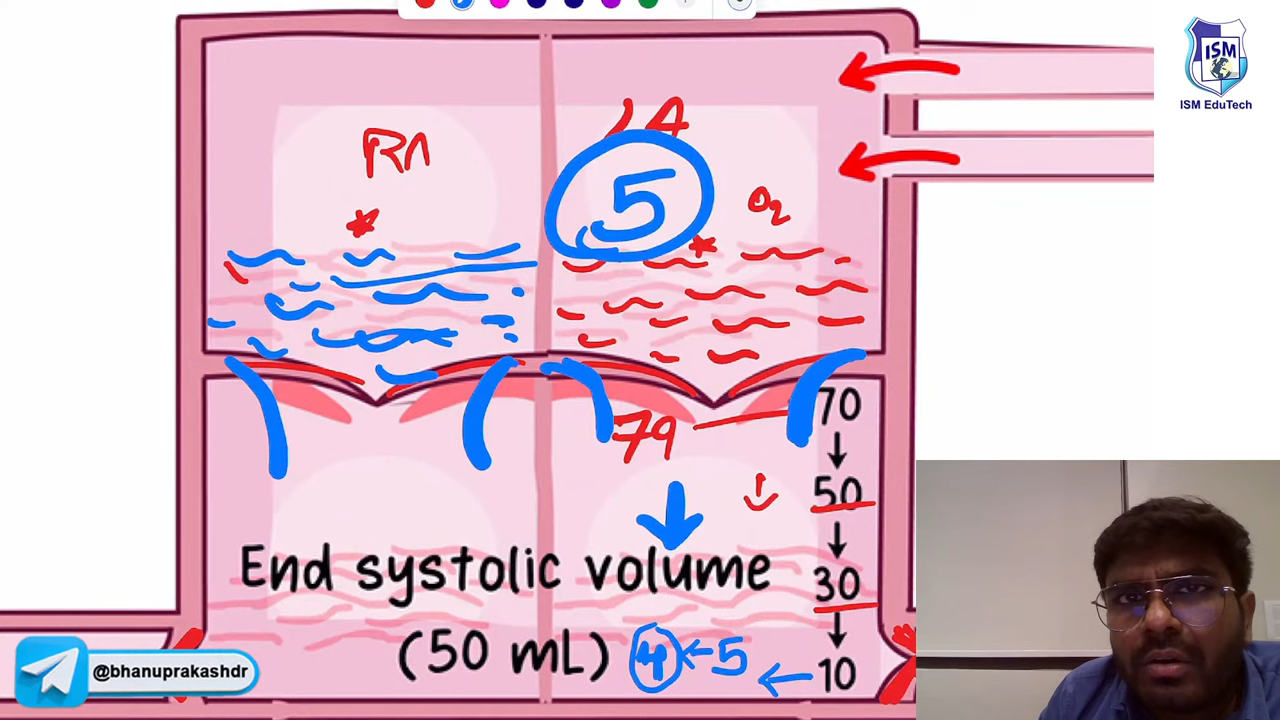 ISM
ISM EduTech
LA
RA
5
O2
70
79
50
End systolic volume
30
(50 mL) 4 ← 5 ← 10
@bhanuprakashdr